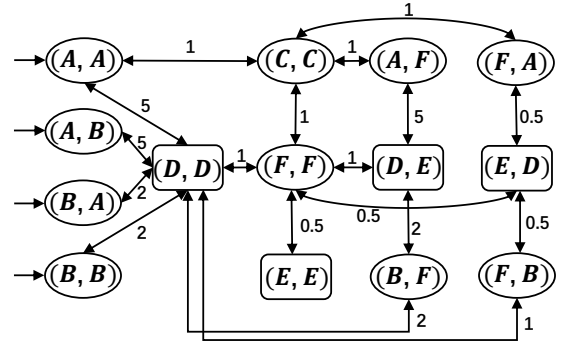 1
(A, A) 1 (C, C) 1 (A, F) (F, A)
5 1 5 0.5
(A, B) 5
(D, D) 1 (F, F) 1 (D, E) (E, D)
(B, A) 2
0.5 0.5 2 0.5
2
(B, B) (E, E) (B, F) (F, B)
2 1